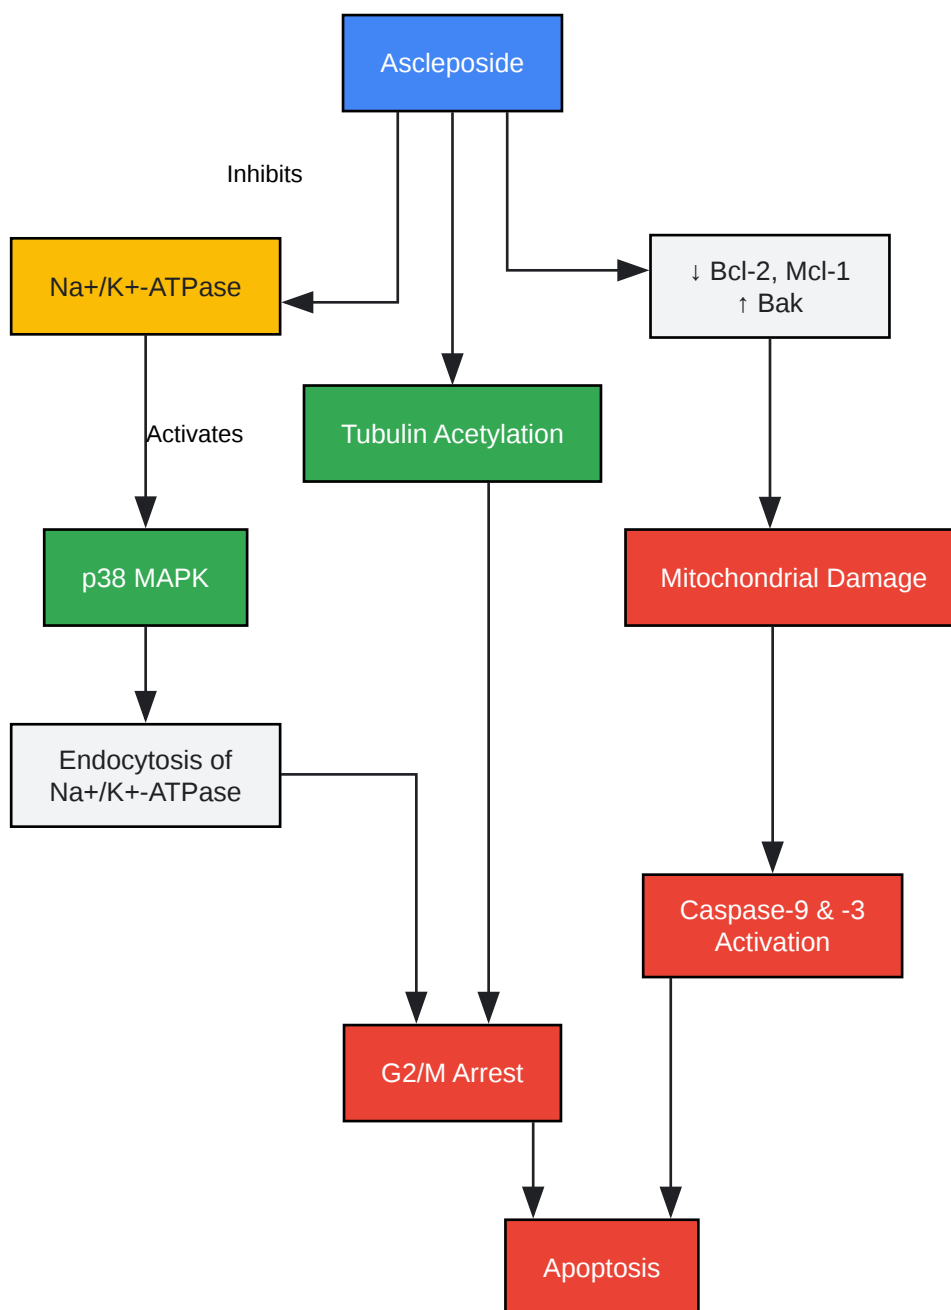 Ascleposide
Inhibits
Na+/K+-ATPase
↓ Bcl-2, Mcl-1
↑ Bak
Activates
Tubulin Acetylation
p38 MAPK
Mitochondrial Damage
Endocytosis of
Na+/K+-ATPase
Caspase-9 & -3
Activation
G2/M Arrest
Apoptosis